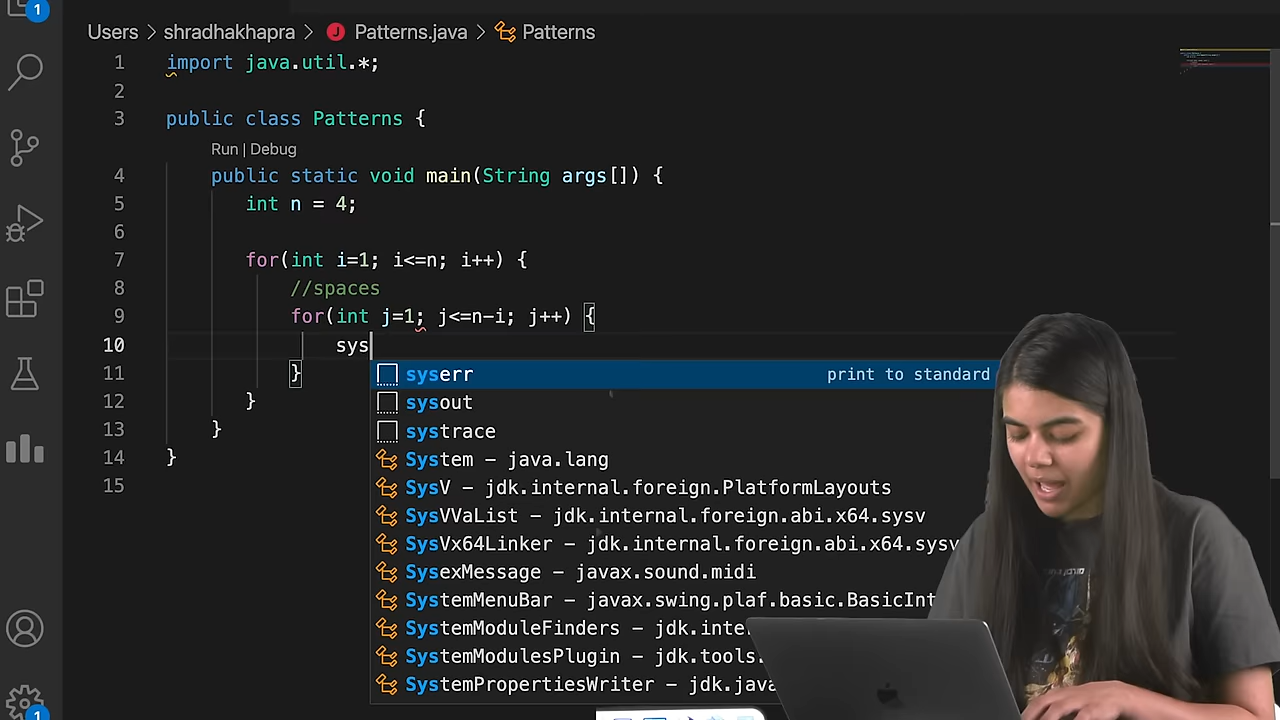 1
Users > shradhakhapra > J Patterns.java > Patterns
1 import java.util.*;
2
3 public class Patterns {
Run | Debug
4 public static void main(String args[]) {
5 int n = 4;
6
7 for(int i=1; i<=n; i++) {
8 //spaces
9 for(int j=1; j<=n-i; j++) {
10 sys
11 }
12 }
13 }
14 }
15
syserr print to standard
sysout
systrace
System – java.lang
SysV – jdk.internal.foreign.PlatformLayouts
SysVVaList – jdk.internal.foreign.abi.x64.sysv
SysVx64Linker – jdk.internal.foreign.abi.x64.sysv
SysexMessage – javax.sound.midi
SystemMenuBar – javax.swing.plaf.basic.BasicInt
SystemModuleFinders – jdk.inte
SystemModulesPlugin – jdk.tools.
SystemPropertiesWriter – jdk.java
1